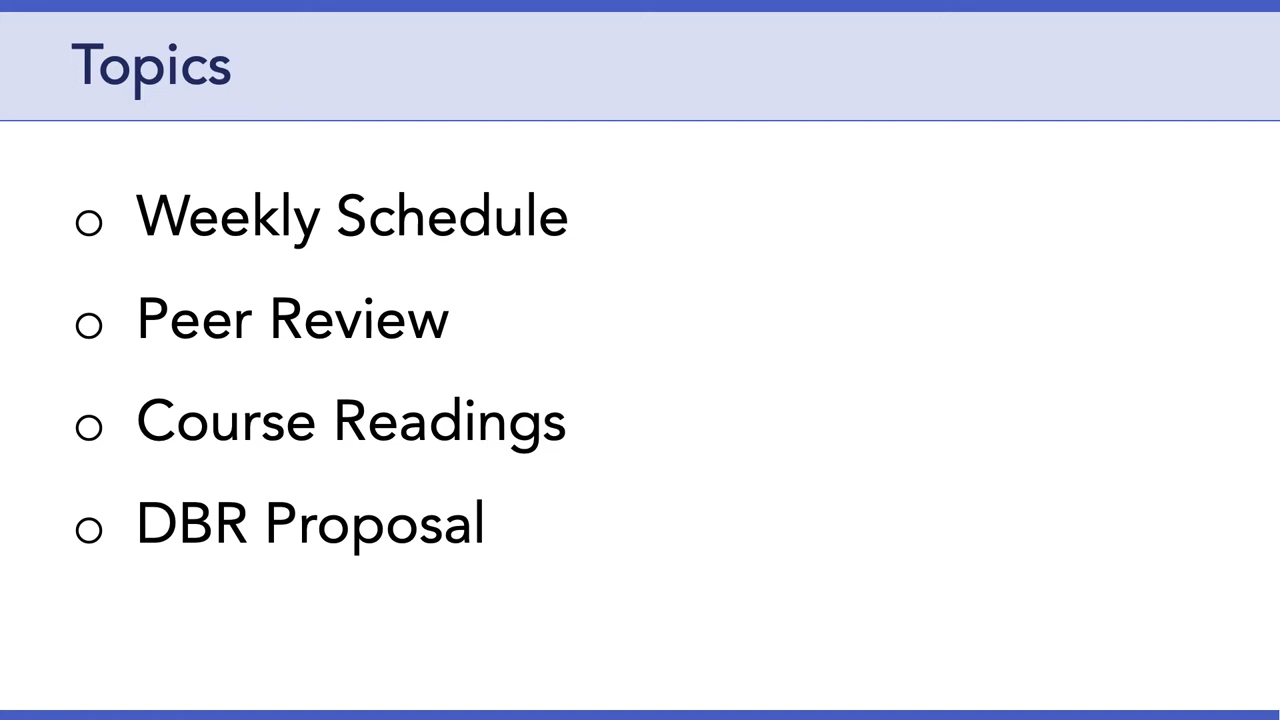 Topics
Weekly Schedule
Peer Review
Course Readings
DBR Proposal